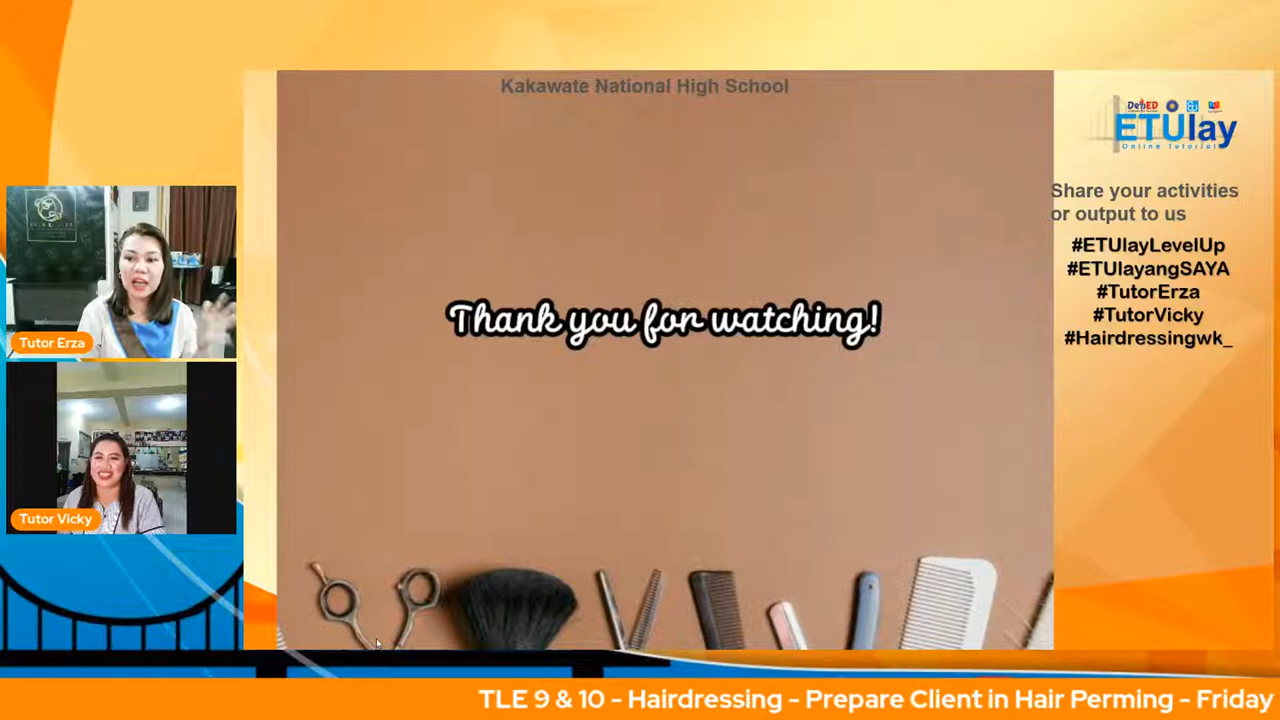 Kakawate National High School
DepED
ETUlay
Online Tutorial
Share your activities
or output to us
#ETUlayLevelUp
#ETUlayangSAYA
#TutorErza
#TutorVicky
#Hairdressingwk_
Thank you for watching!
Tutor Erza
Tutor Vicky
TLE 9 & 10 - Hairdressing - Prepare Client in Hair Perming - Friday